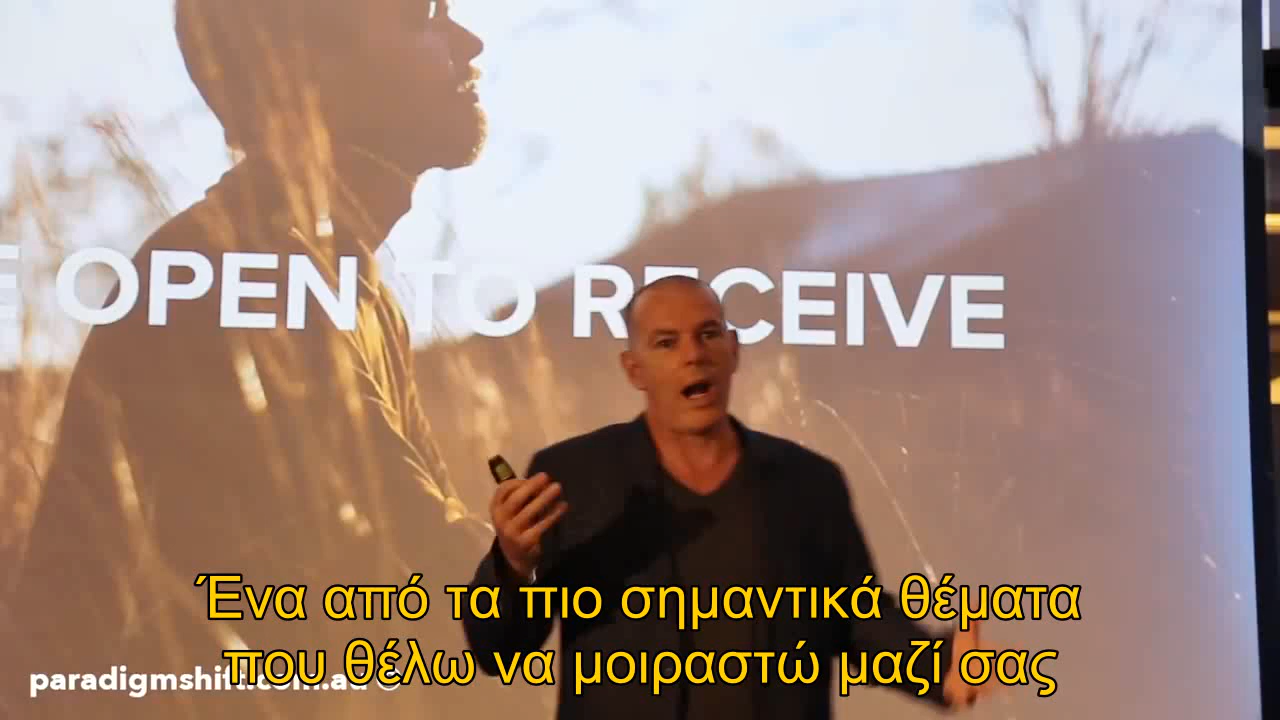 E OPEN TO RECEIVE
Ένα από τα πιο σημαντικά θέματα
που θέλω να μοιραστώ μαζί σας
paradigmshift.com.au ©